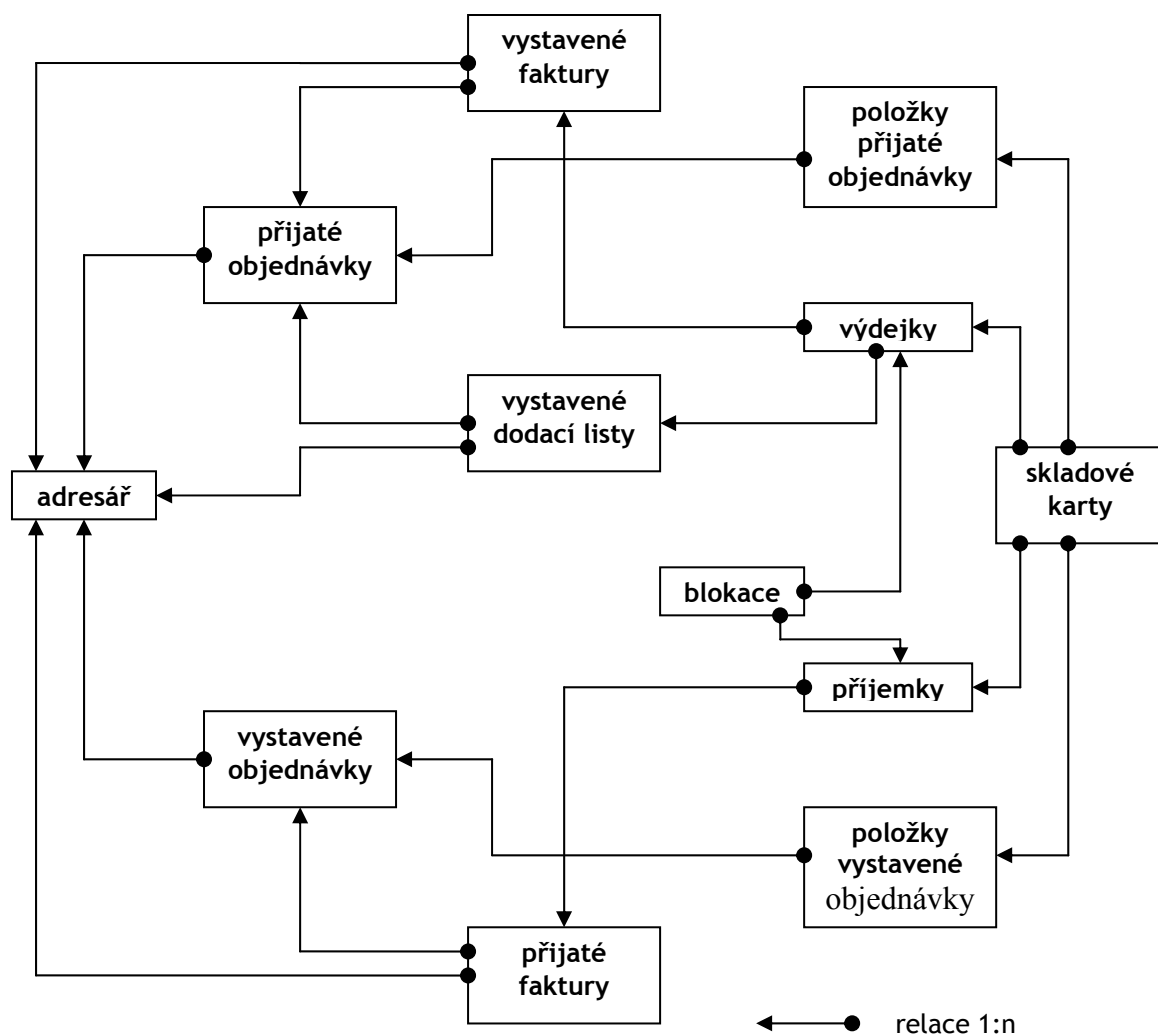 vystavené
faktury
položky
přijaté
objednávky
přijaté
objednávky
výdejky
vystavené
dodací listy
adresář
skladové
karty
blokace
příjemky
vystavené
objednávky
položky
vystavené
objednávky
přijaté
faktury
relace 1:n